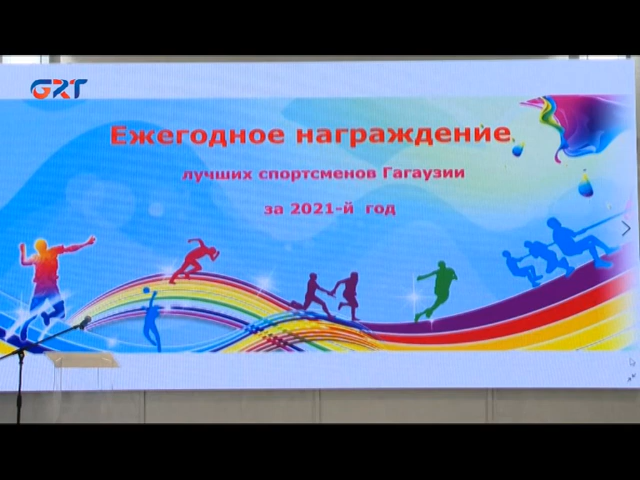 GRT
Ежегодное награждение
лучших спортсменов Гагаузии
за 2021-й год